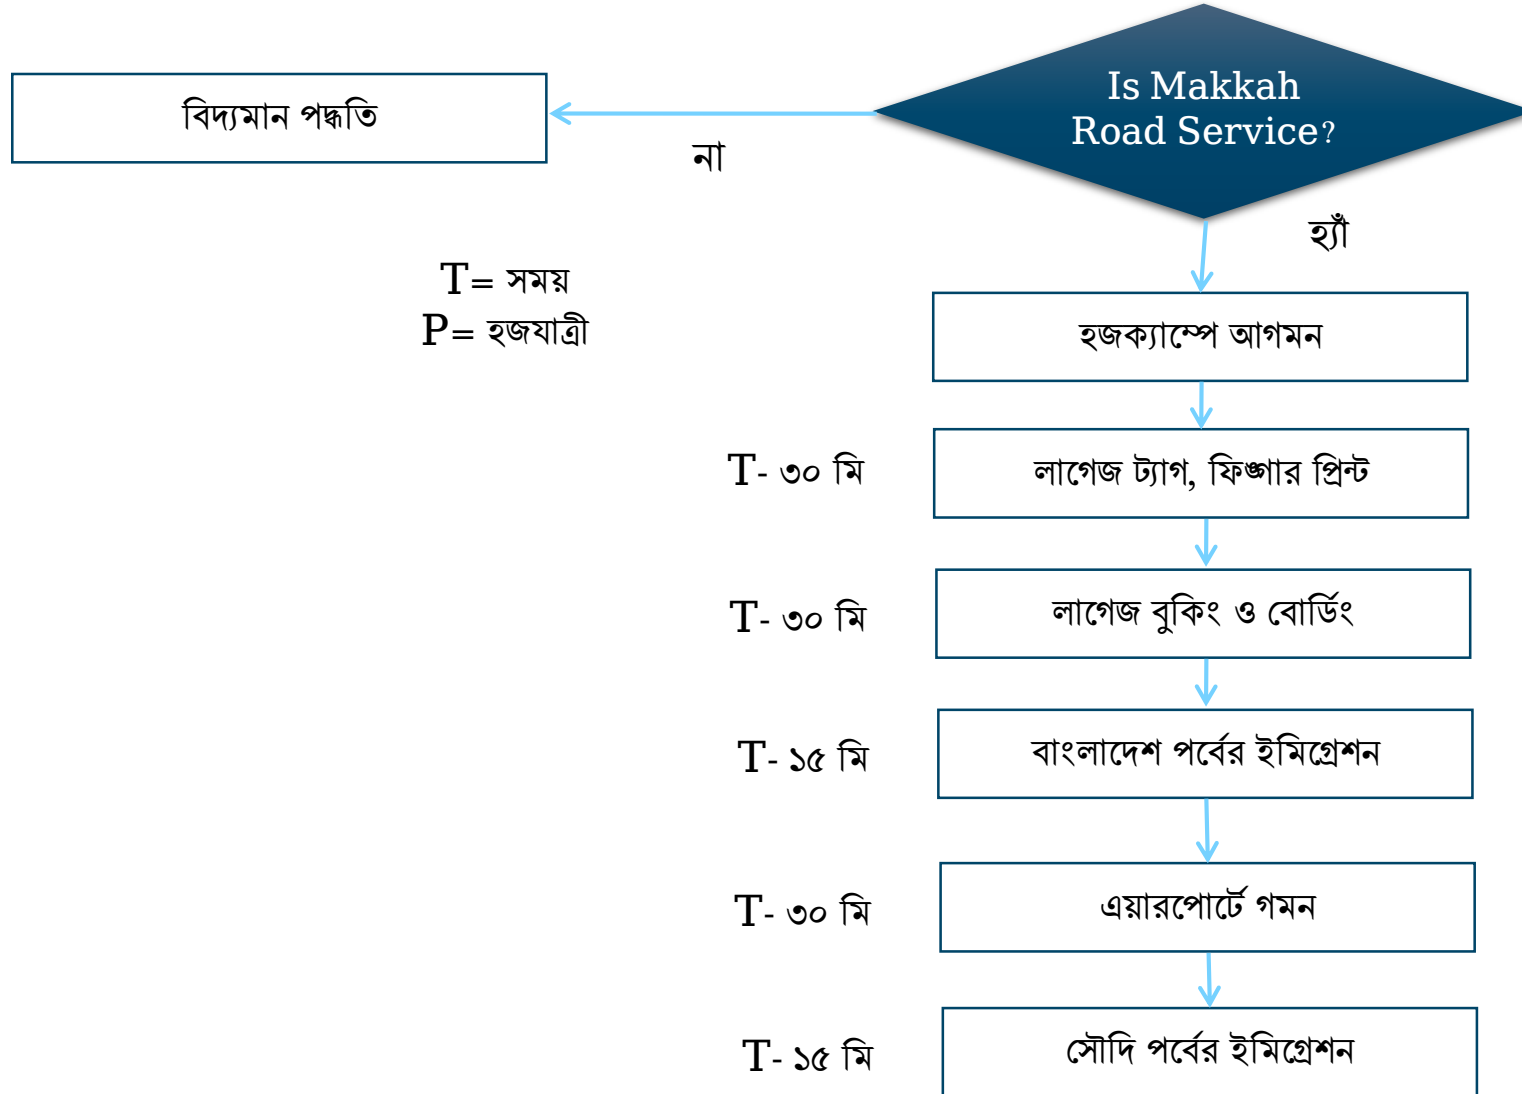 Is Makkah
Road Service?
বিদ্যমান পদ্ধতি
না
হ্যাঁ
T= সময়
P= হজযাত্রী
হজক্যাম্পে আগমন
T- ৩০ মি
লাগেজ ট্যাগ, ফিঙ্গার প্রিন্ট
T- ৩০ মি
লাগেজ বুকিং ও বোর্ডিং
T- ১৫ মি
বাংলাদেশ পর্বের ইমিগ্রেশন
T- ৩০ মি
এয়ারপোর্টে গমন
T- ১৫ মি
সৌদি পর্বের ইমিগ্রেশন